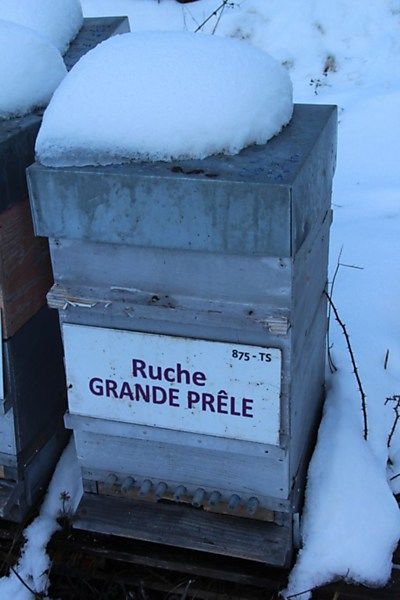 875 - TS
Ruche
GRANDE PRÊLE